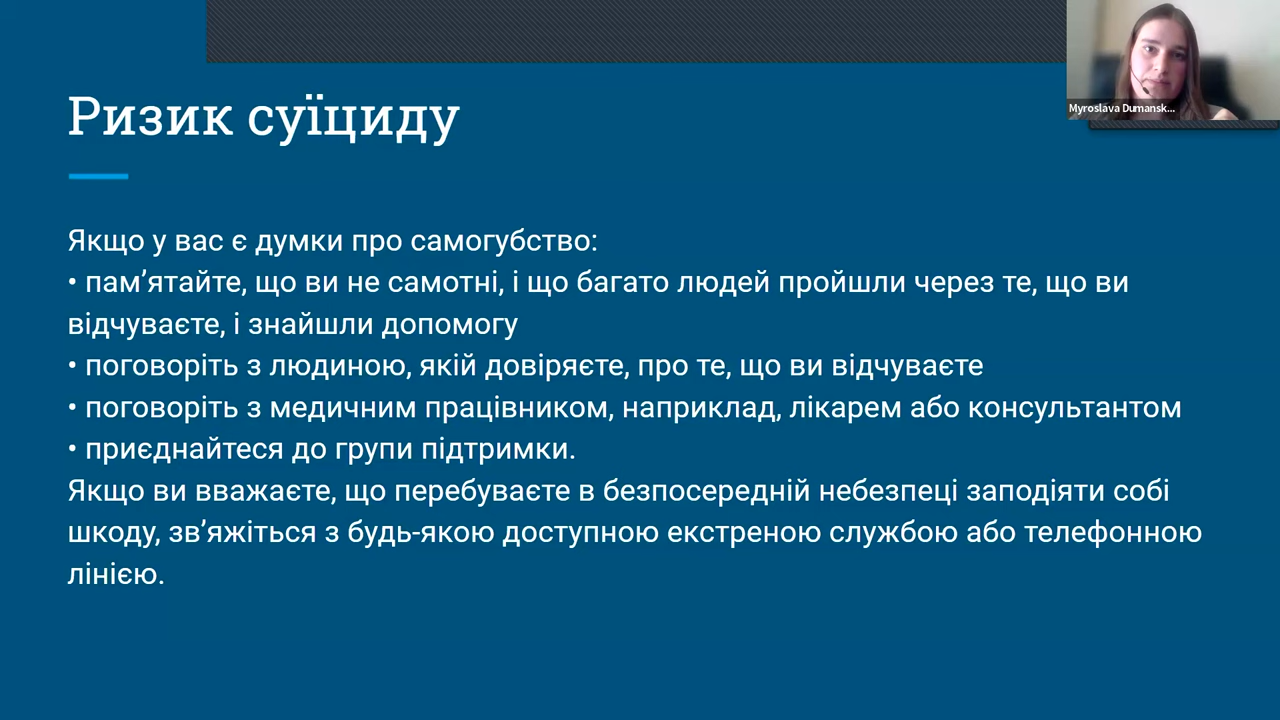 Ризик суїциду
Myroslava Dumansk...
Якщо у вас є думки про самогубство:
• пам’ятайте, що ви не самотні, і що багато людей пройшли через те, що ви
відчуваєте, і знайшли допомогу
• поговоріть з людиною, якій довіряєте, про те, що ви відчуваєте
• поговоріть з медичним працівником, наприклад, лікарем або консультантом
• приєднайтеся до групи підтримки.
Якщо ви вважаєте, що перебуваєте в безпосередній небезпеці заподіяти собі
шкоду, зв’яжіться з будь-якою доступною екстреною службою або телефонною
лінією.